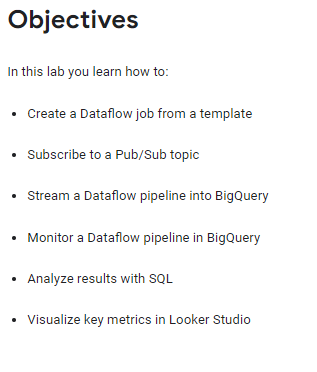 Objectives
In this lab you learn how to:
• Create a Dataflow job from a template
• Subscribe to a Pub/Sub topic
• Stream a Dataflow pipeline into BigQuery
• Monitor a Dataflow pipeline in BigQuery
• Analyze results with SQL
• Visualize key metrics in Looker Studio